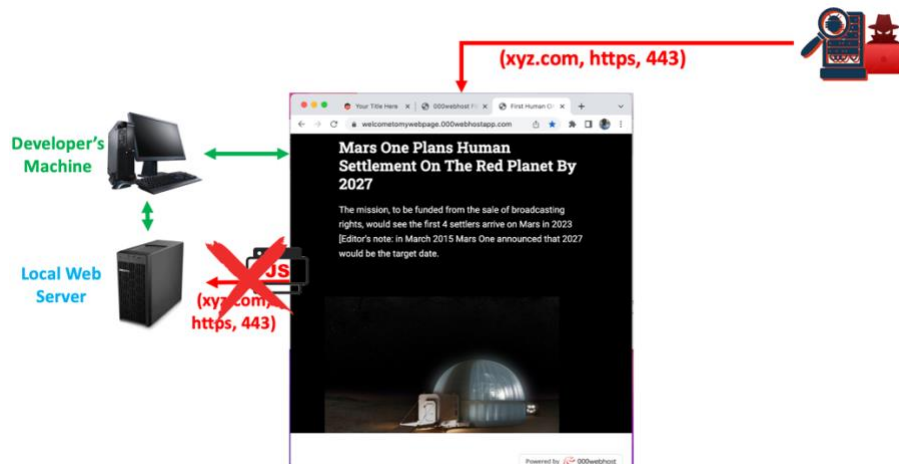 (xyz.com, https, 443)
Your Title Here
000webhost Fi
First Human O
welcometomywebpage.000webhostapp.com
Developer's
Machine
Mars One Plans Human
Settlement On The Red Planet By
2027
The mission, to be funded from the sale of broadcasting
rights, would see the first 4 settlers arrive on Mars in 2023
[Editor's note: in March 2015 Mars One announced that 2027
would be the target date.
Local Web
Server
JS
(xyz.com,
https, 443)
Powered by 000webhost